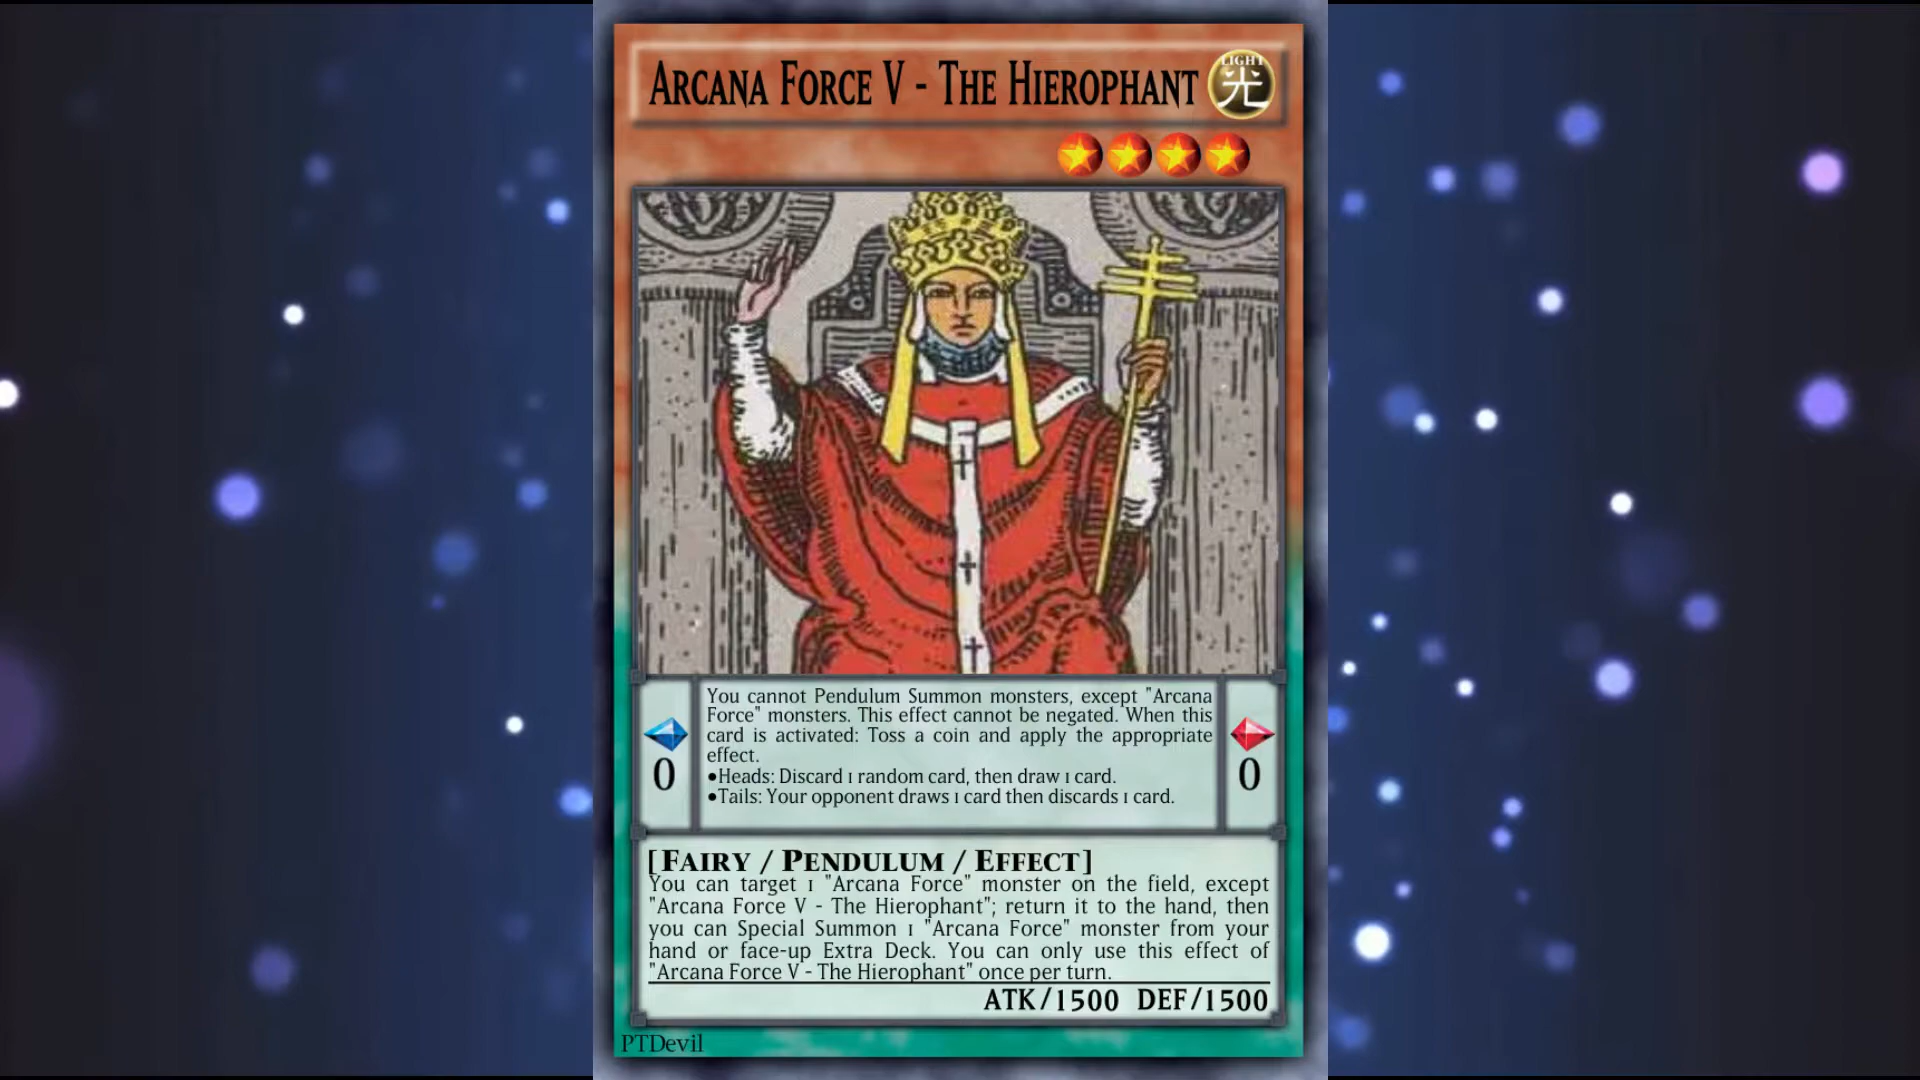 ARCANA FORCE V - THE HIEROPHANT
LIGHT
光
You cannot Pendulum Summon monsters, except "Arcana
Force" monsters. This effect cannot be negated. When this
card is activated: Toss a coin and apply the appropriate
effect.
●Heads: Discard 1 random card, then draw 1 card.
●Tails: Your opponent draws 1 card then discards 1 card.
0
0
[FAIRY / PENDULUM / EFFECT]
You can target 1 "Arcana Force" monster on the field, except
"Arcana Force V - The Hierophant"; return it to the hand, then
you can Special Summon 1 "Arcana Force" monster from your
hand or face-up Extra Deck. You can only use this effect of
"Arcana Force V - The Hierophant" once per turn.
ATK/1500 DEF/1500
PTDevil